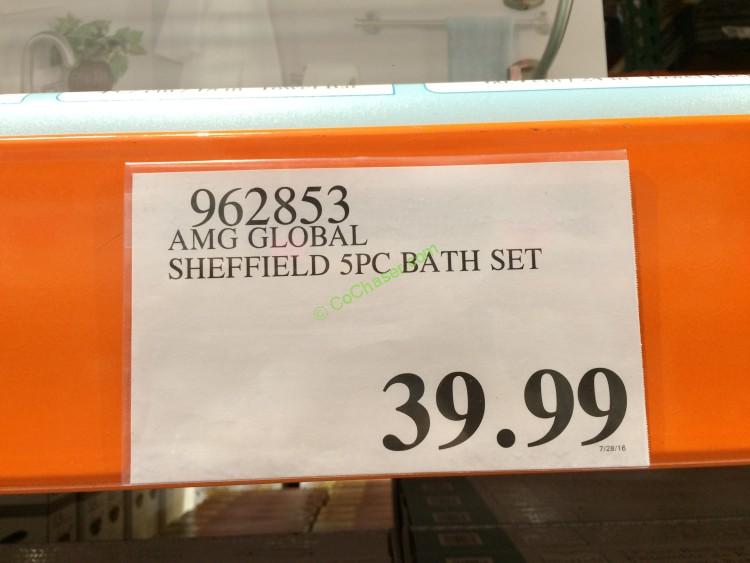 962853
AMG GLOBAL
SHEFFIELD 5PC BATH SET
© CoChaser.com
39.99
7/28/16